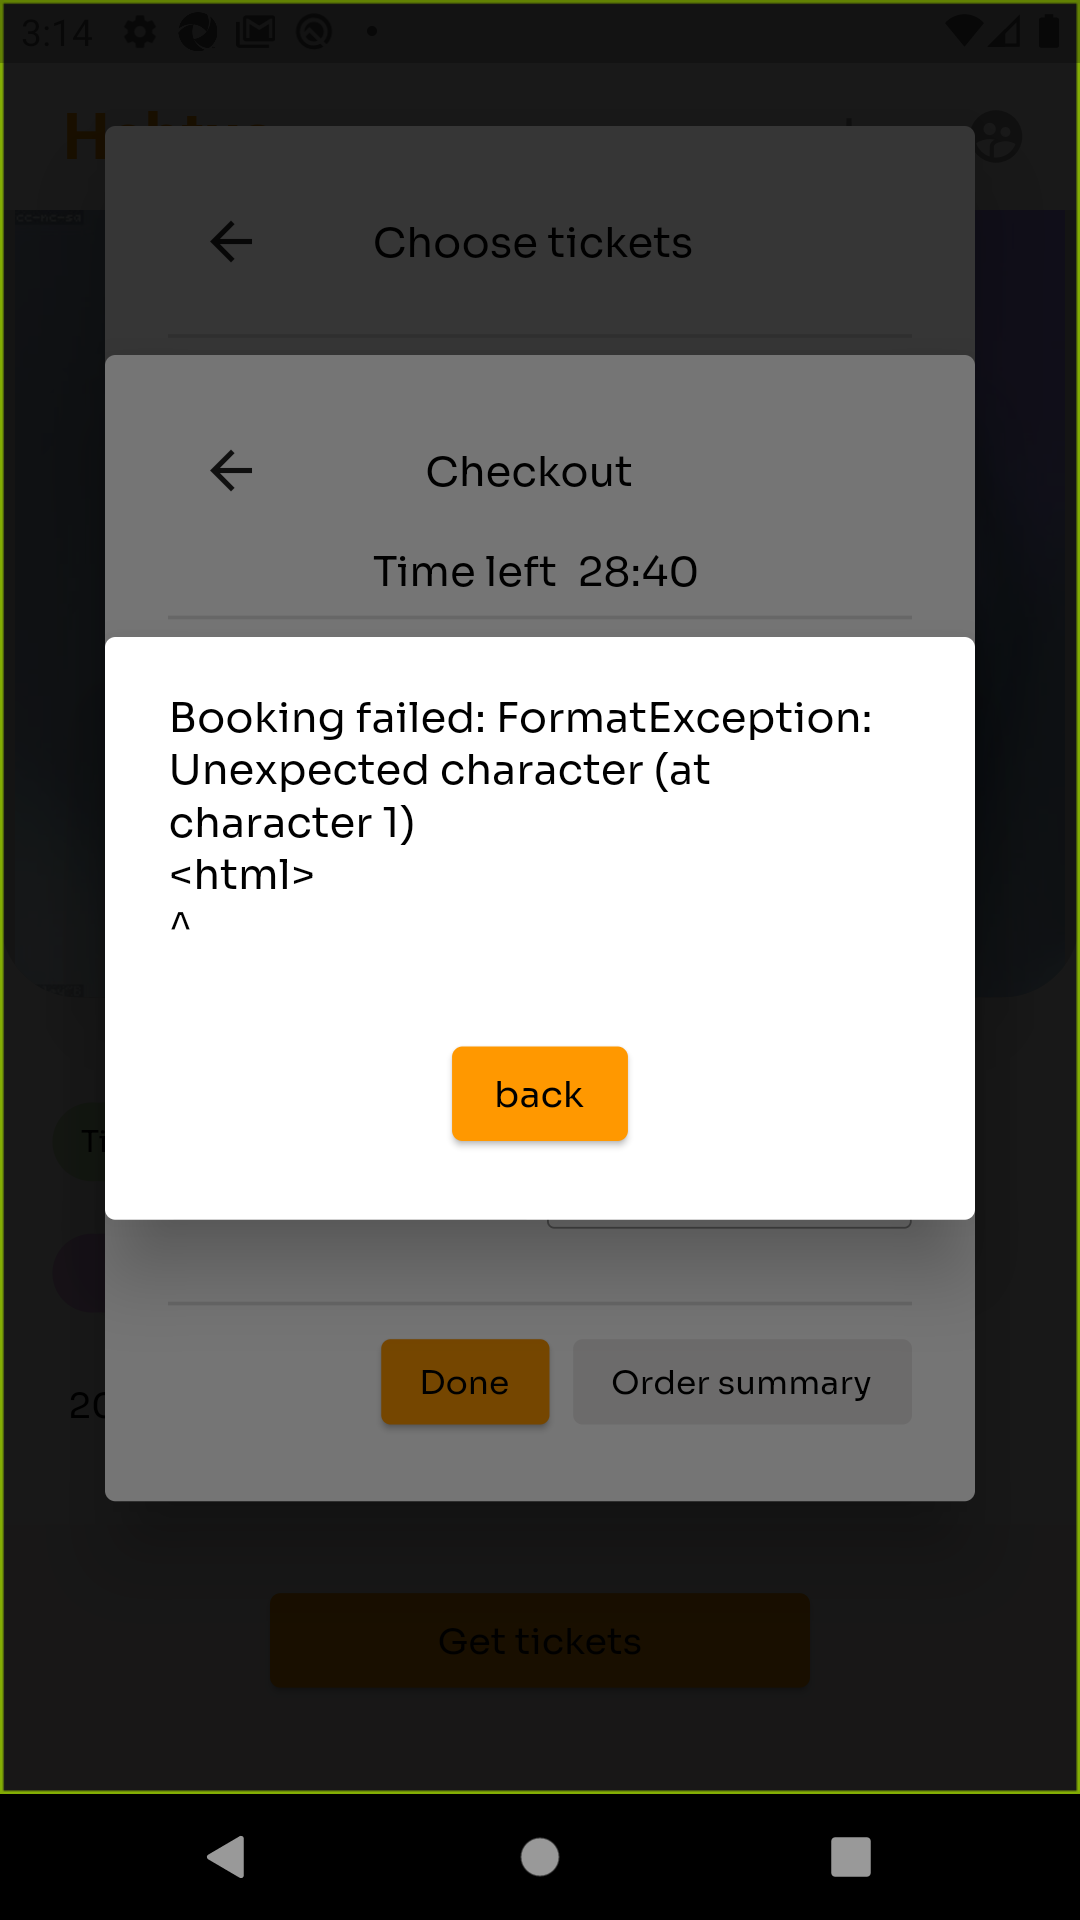 3:14
Choose tickets
Checkout
Time left 28:40
Booking failed: FormatException:
Unexpected character (at
character 1)
<html>
^
back
Done
Order summary
Get tickets